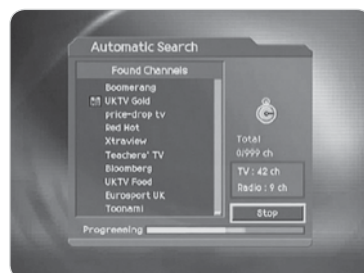 Automatic Search
Found Channels
Boomerang
UKTV Gold
price-drop tv
Red Hot
Xtraview
Teachers' TV
Bloomberg
UKTV Food
Eurosport UK
Toonami
Total
0/999 ch
TV : 42 ch
Radio : 9 ch
Stop
Progressing